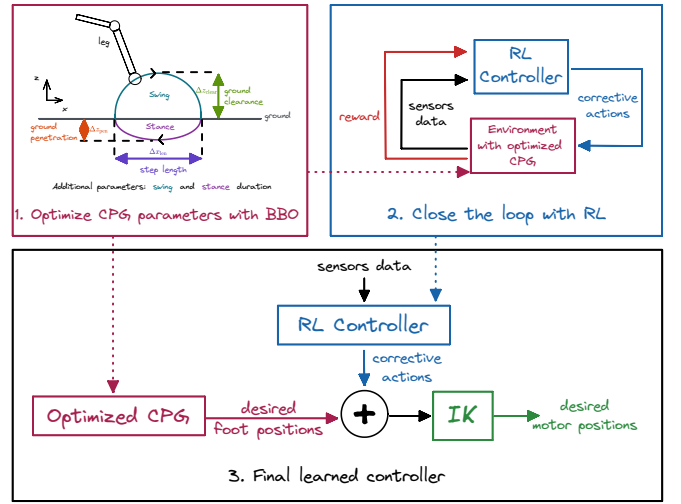 leg
z
x
Swing
Δzclear
ground
clearance
ground
ground
penetration
Δzpen
Stance
Δxlen
step length
Additional parameters: swing and stance duration
1. Optimize CPG parameters with BBO
RL
Controller
sensors
data
reward
corrective
actions
Environment
with optimized
CPG
2. Close the loop with RL
sensors data
RL Controller
corrective
actions
Optimized CPG
desired
foot positions
+
IK
desired
motor positions
3. Final learned controller